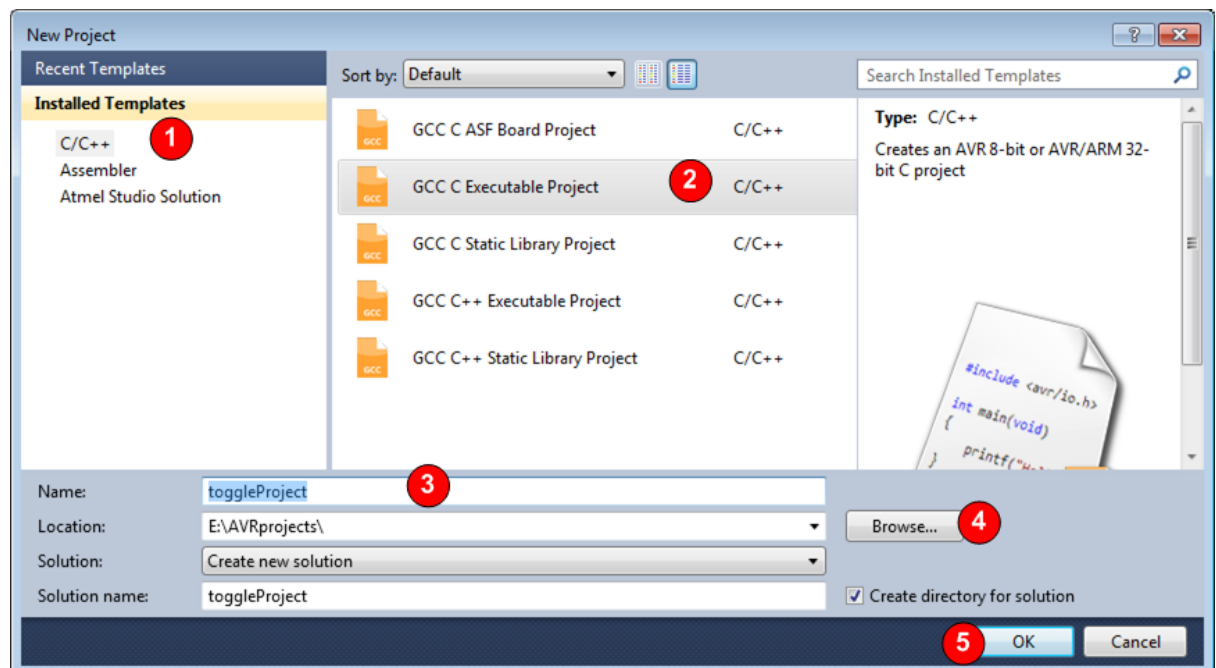 New Project
Recent Templates
Installed Templates
C/C++
1
Assembler
Atmel Studio Solution
Sort by: Default
GCC C ASF Board Project C/C++
GCC C Executable Project 2 C/C++
GCC C Static Library Project C/C++
GCC C++ Executable Project C/C++
GCC C++ Static Library Project C/C++
GCC
GCC
GCC
GCC
GCC
Search Installed Templates
Type: C/C++
Creates an AVR 8-bit or AVR/ARM 32-
bit C project
#include <avr/io.h>
int main(void)
{
printf("
}
Name: toggleProject 3
Location: E:\AVRprojects\ Browse... 4
Solution: Create new solution
Solution name: toggleProject Create directory for solution
5 OK Cancel